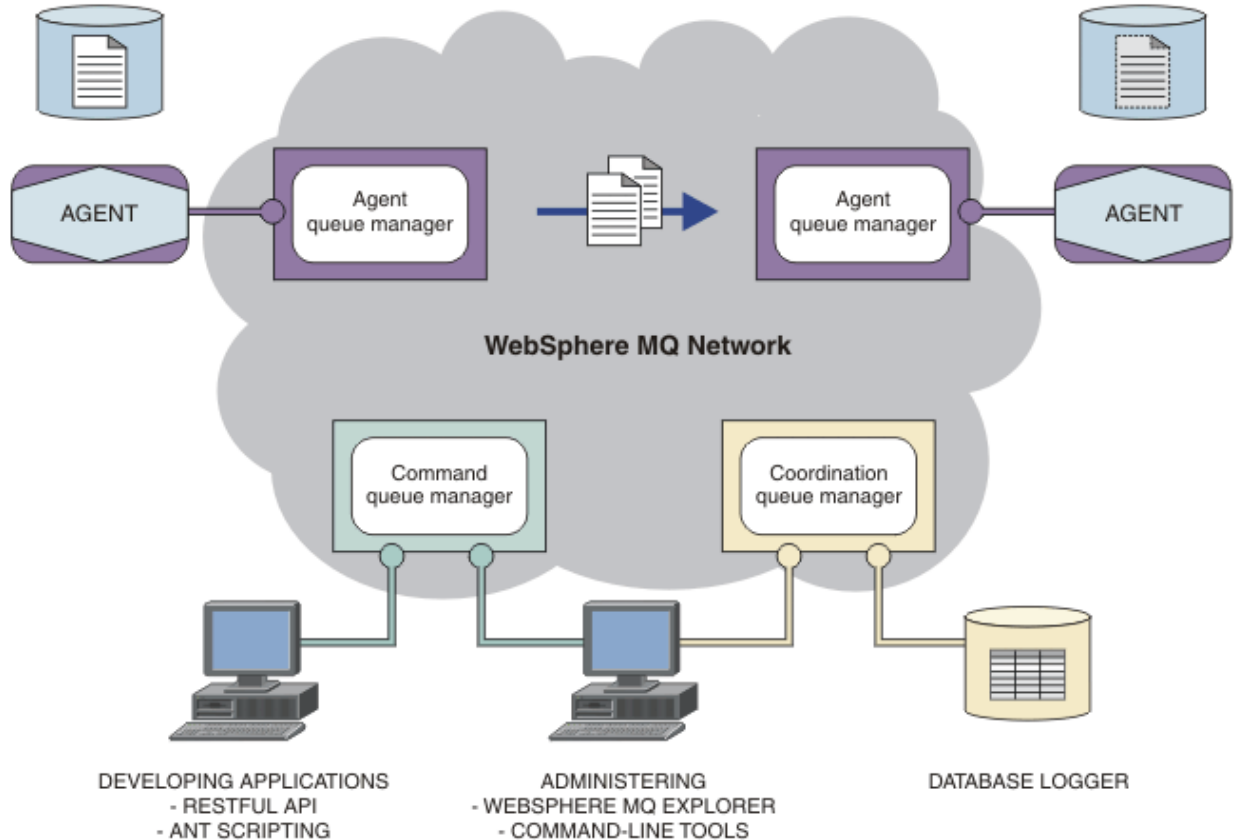 AGENT
Agent
queue manager
Agent
queue manager
AGENT
WebSphere MQ Network
Command
queue manager
Coordination
queue manager
DEVELOPING APPLICATIONS
- RESTFUL API
- ANT SCRIPTING
ADMINISTERING
- WEBSPHERE MQ EXPLORER
- COMMAND-LINE TOOLS
DATABASE LOGGER